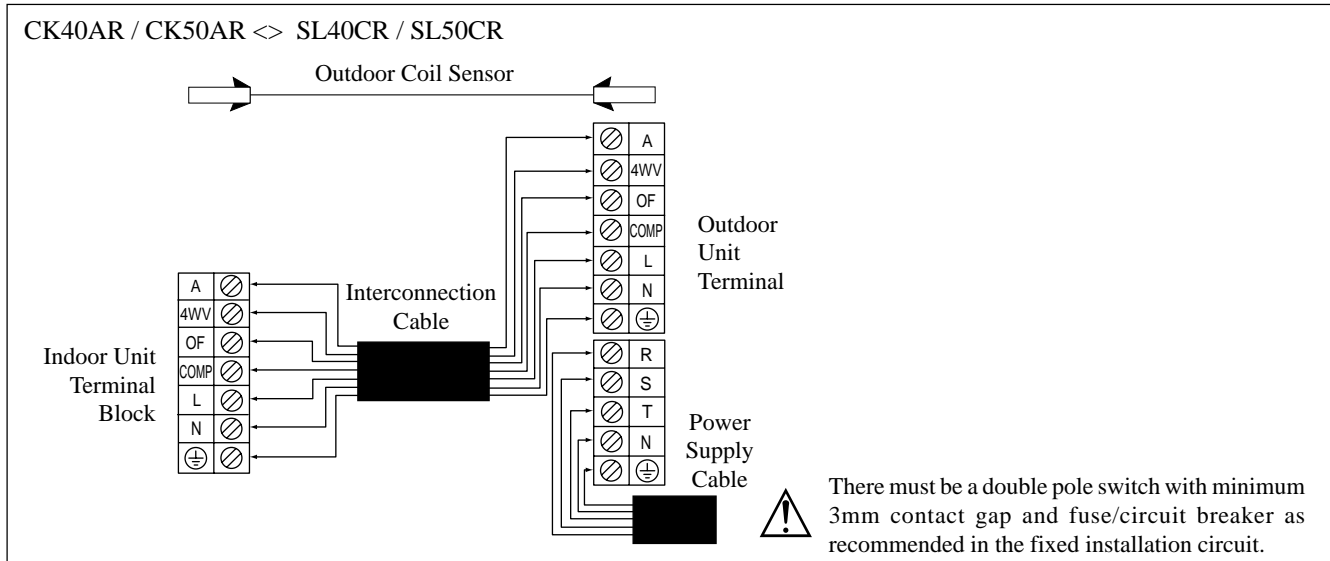 CK40AR / CK50AR <> SL40CR / SL50CR
Outdoor Coil Sensor
A
4WV
OF
COMP
L
N
Outdoor
Unit
Terminal
Interconnection
Cable
A
4WV
OF
COMP
L
N
Indoor Unit
Terminal
Block
R
S
T
N
Power
Supply
Cable
There must be a double pole switch with minimum
3mm contact gap and fuse/circuit breaker as
recommended in the fixed installation circuit.